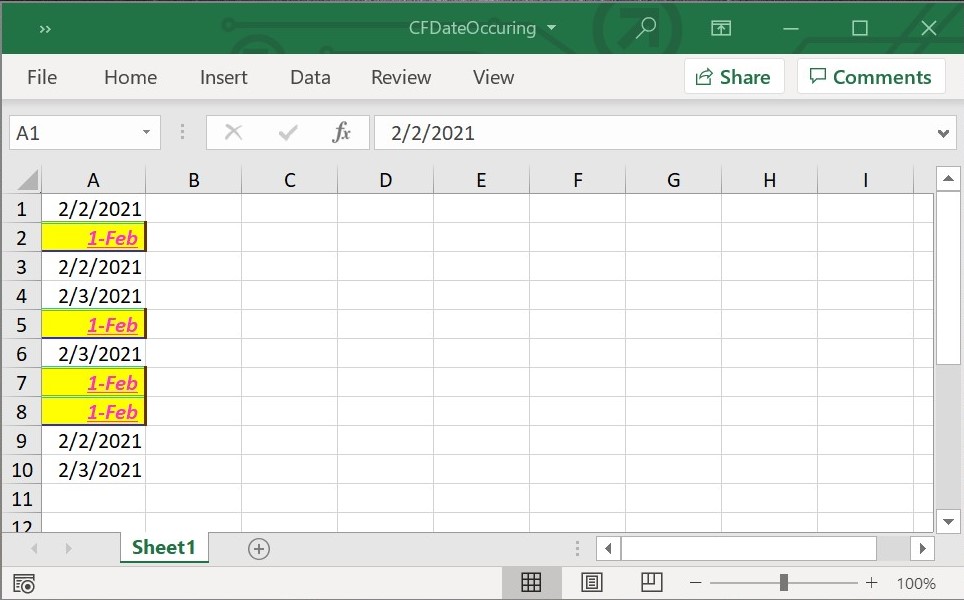 CFDateOccuring
File Home Insert Data Review View Share Comments
A1 fx 2/2/2021
A B C D E F G H I
1 2/2/2021
2 1-Feb
3 2/2/2021
4 2/3/2021
5 1-Feb
6 2/3/2021
7 1-Feb
8 1-Feb
9 2/2/2021
10 2/3/2021
11
12
Sheet1
100%